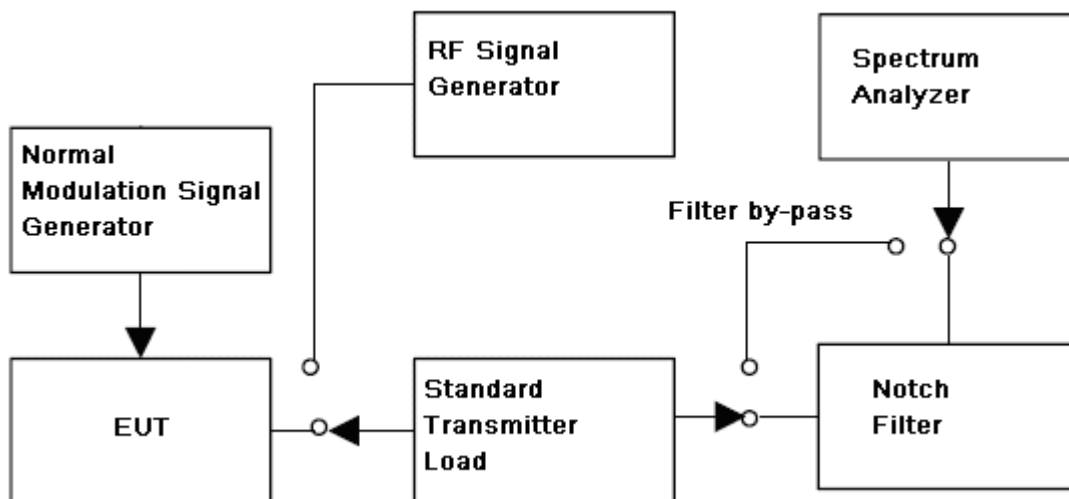 RF Signal
Generator
Spectrum
Analyzer
Normal
Modulation Signal
Generator
Filter by-pass
EUT
Standard
Transmitter
Load
Notch
Filter